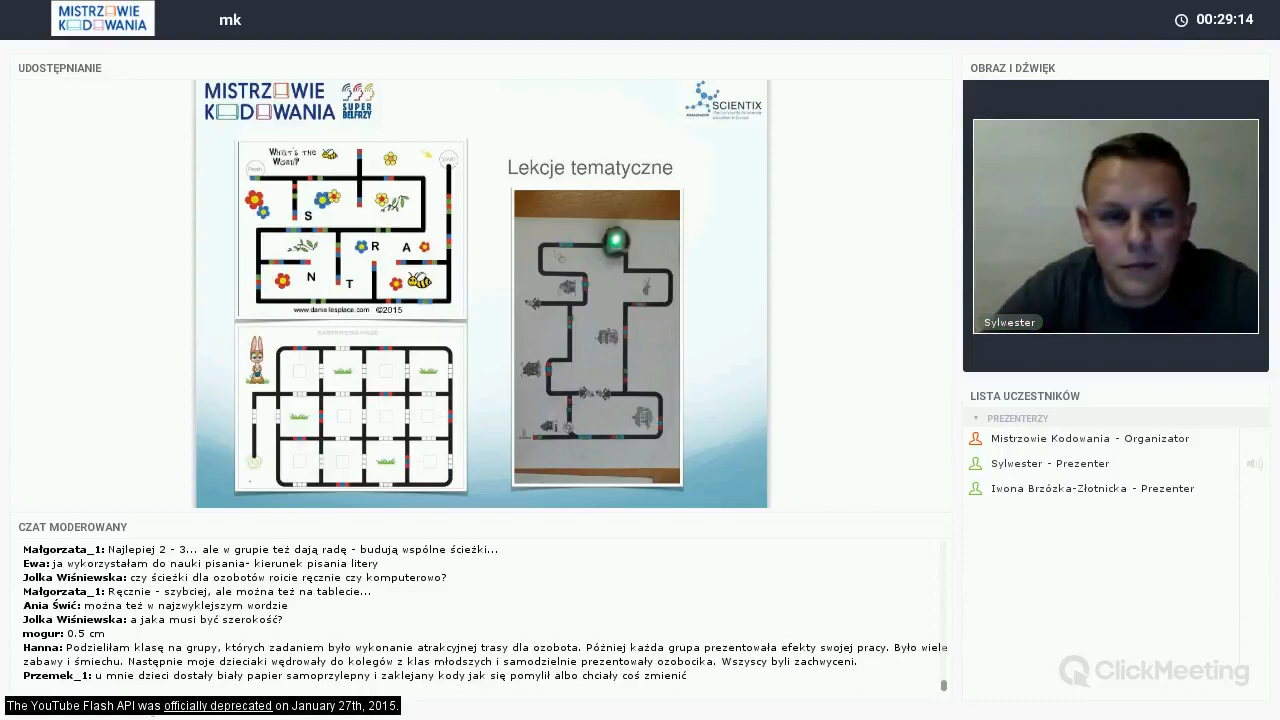 MISTRZOWIE
KODOWANIA
mk
00:29:14
UDOSTĘPNIANIE
OBRAZ I DŹWIĘK
MISTRZOWIE
KODOWANIA
SUPER
BELFRZY
SCIENTIX
WHAT'S THE
WORD?
Finish
START
S
R
A
N
T
www.daniellesplace.com ©2015
Lekcje tematyczne
Sylwester
LISTA UCZESTNIKÓW
PREZENTERZY
Mistrzowie Kodowania - Organizator
Sylwester - Prezenter
Iwona Brzózka-Złotnicka - Prezenter
CZAT MODEROWANY
Małgorzata_1: Najlepiej 2 - 3... ale w grupie też dają radę - budują wspólne ścieżki...
Ewa: ja wykorzystałam do nauki pisania- kierunek pisania litery
Jolka Wiśniewska: czy ścieżki dla ozobotów roicie ręcznie czy komputerowo?
Małgorzata_1: Ręcznie - szybciej, ale można też na tablecie...
Ania Świć: można też w najzwyklejszym wordzie
Jolka Wiśniewska: a jaka musi być szerokość?
mogur: 0.5 cm
Hanna: Podzieliłam klasę na grupy, których zadaniem było wykonanie atrakcyjnej trasy dla ozobota. Później każda grupa prezentowała efekty swojej pracy. Było wiele
zabawy i śmiechu. Następnie moje dzieciaki wędrowały do kolegów z klas młodszych i samodzielnie prezentowały ozobocika. Wszyscy byli zachwyceni.
Przemek_1: u mnie dzieci dostały biały papier samoprzylepny i zaklejany kody jak się pomylił albo chciały coś zmienić
ClickMeeting
The YouTube Flash API was officially deprecated on January 27th, 2015.